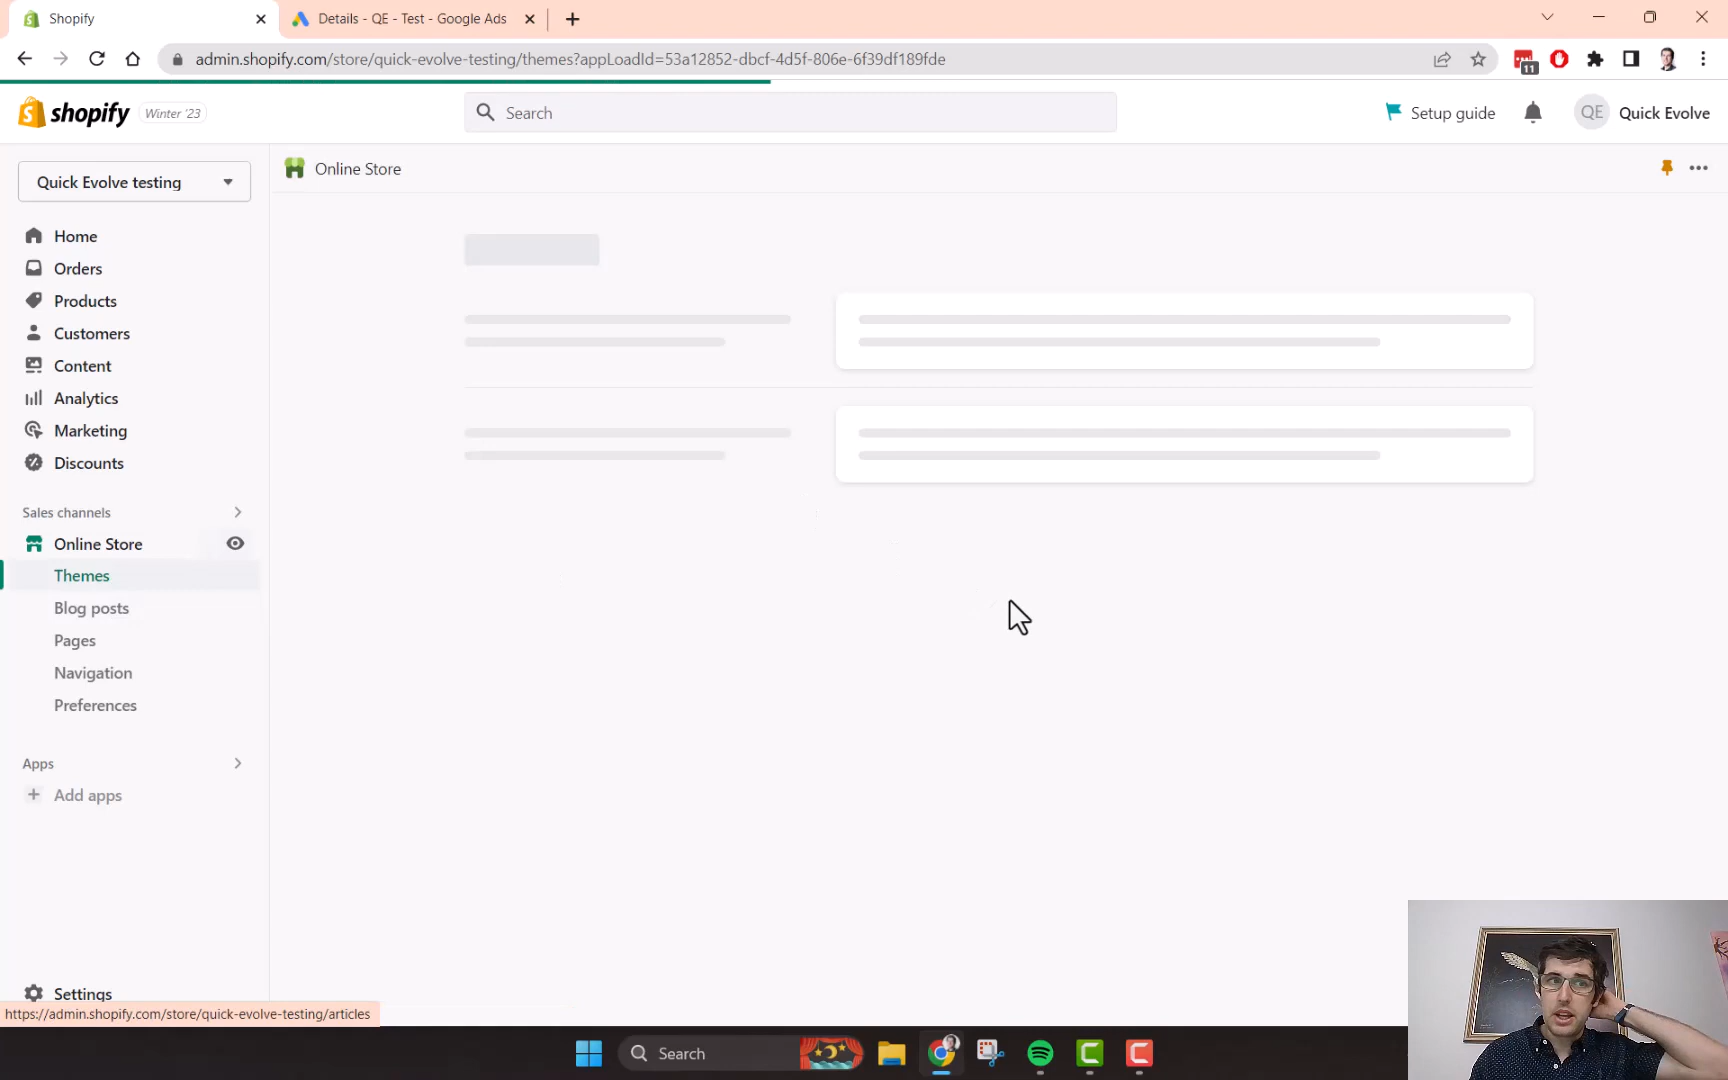 Shopify
Details - QE - Test - Google Ads
admin.shopify.com/store/quick-evolve-testing/themes?appLoadId=53a12852-dbcf-4d5f-806e-6f39df189fde
11
shopify
Winter '23
Search
Setup guide
QE
Quick Evolve
Quick Evolve testing
Online Store
Home
Orders
Products
Customers
Content
Analytics
Marketing
Discounts
Sales channels
Online Store
Themes
Blog posts
Pages
Navigation
Preferences
Apps
Add apps
Settings
https://admin.shopify.com/store/quick-evolve-testing/articles
Search